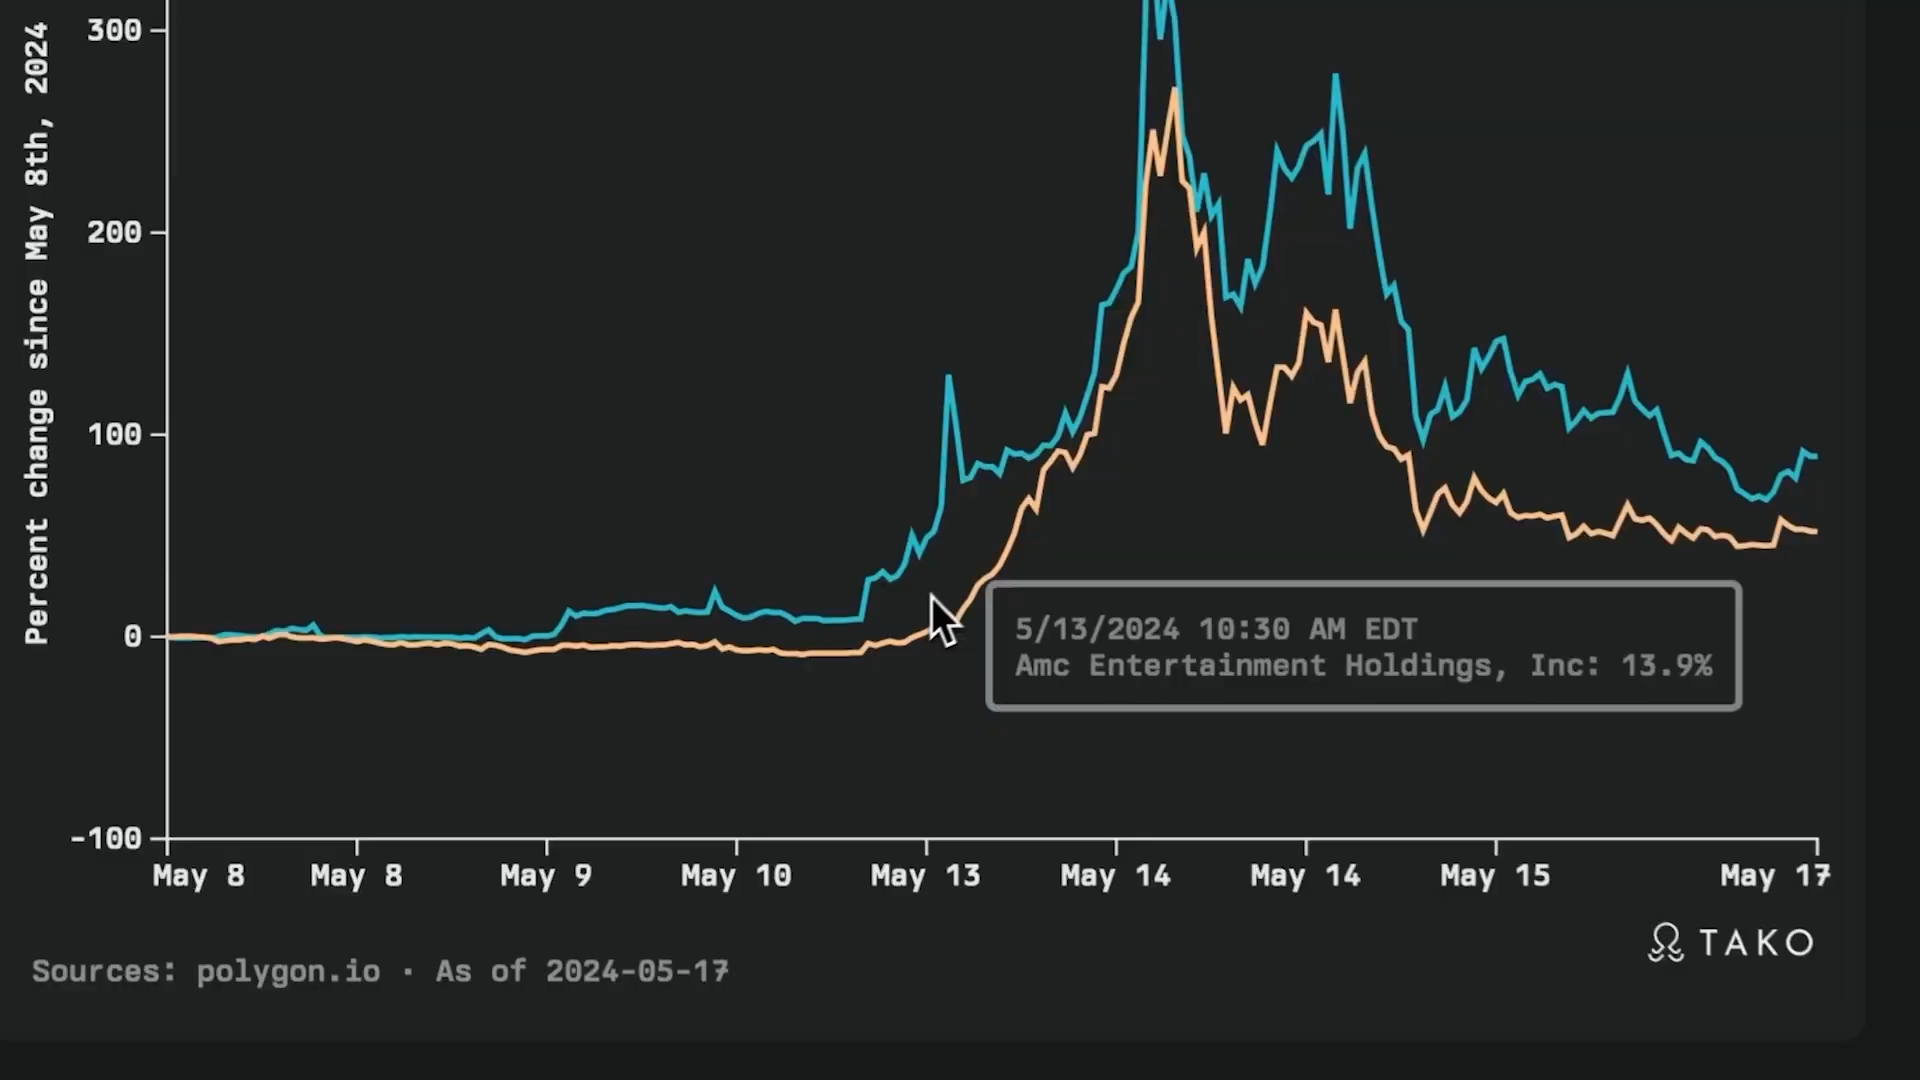 Percent change since May 8th, 2024
300
200
100
0
-100
5/13/2024 10:30 AM EDT
Amc Entertainment Holdings, Inc: 13.9%
May 8 May 8 May 9 May 10 May 13 May 14 May 14 May 15 May 17
TAKO
Sources: polygon.io · As of 2024-05-17